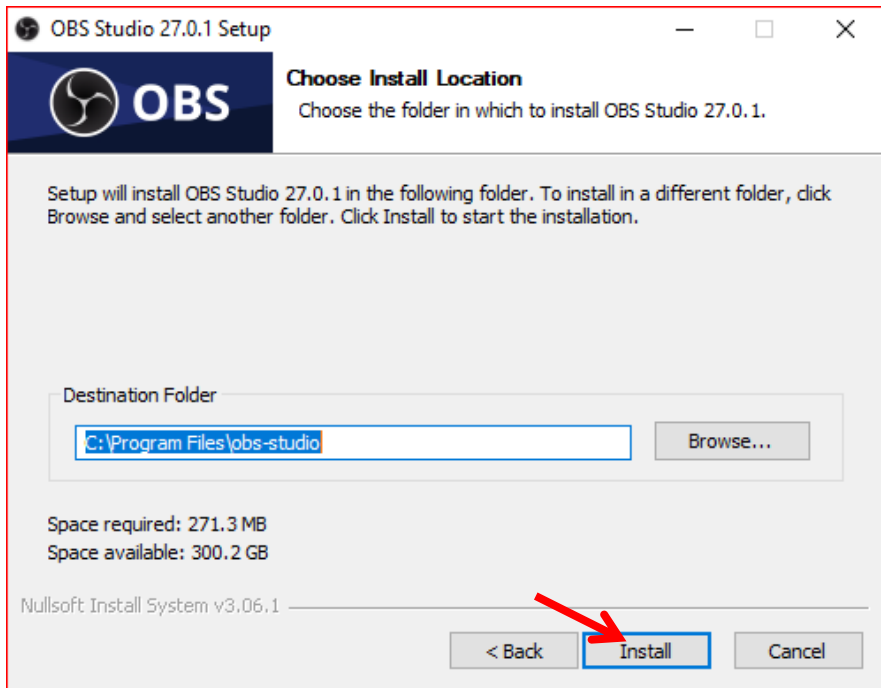 OBS Studio 27.0.1 Setup
OBS
Choose Install Location
Choose the folder in which to install OBS Studio 27.0.1.
Setup will install OBS Studio 27.0.1 in the following folder. To install in a different folder, click
Browse and select another folder. Click Install to start the installation.
Destination Folder
C:\Program Files\obs-studio
Browse...
Space required: 271.3 MB
Space available: 300.2 GB
Nullsoft Install System v3.06.1
< Back
Install
Cancel